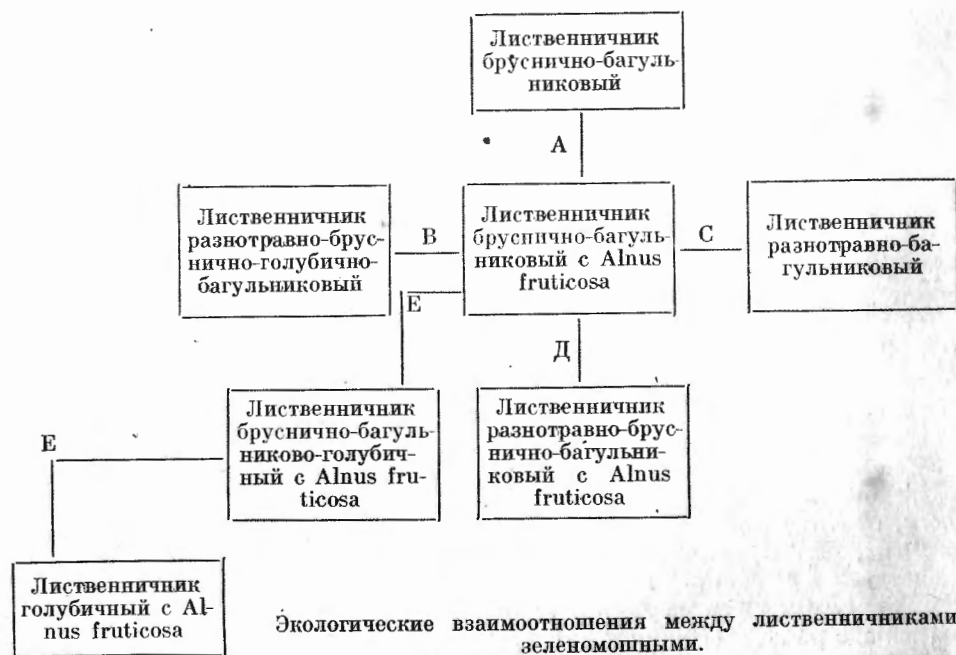 Лиственничник
бруснично-багуль-
никовый
А
Лиственничник
разнотравно-брус-
нично-голубично-
багульниковый
В
Лиственничник
бруснично-багуль-
никовый с Alnus
fruticosa
С
Лиственничник
разнотравно-ба-
гульниковый
Е
Д
Е
Лиственничник
бруснично-багуль-
никово-голубич-
ный с Alnus fru-
ticosa
Лиственничник
разнотравно-брус-
нично-багульни-
ковый с Alnus
fruticosa
Лиственничник
голубичный с Al-
nus fruticosa
Экологические взаимоотношения между лиственничниками
зеленомошными.